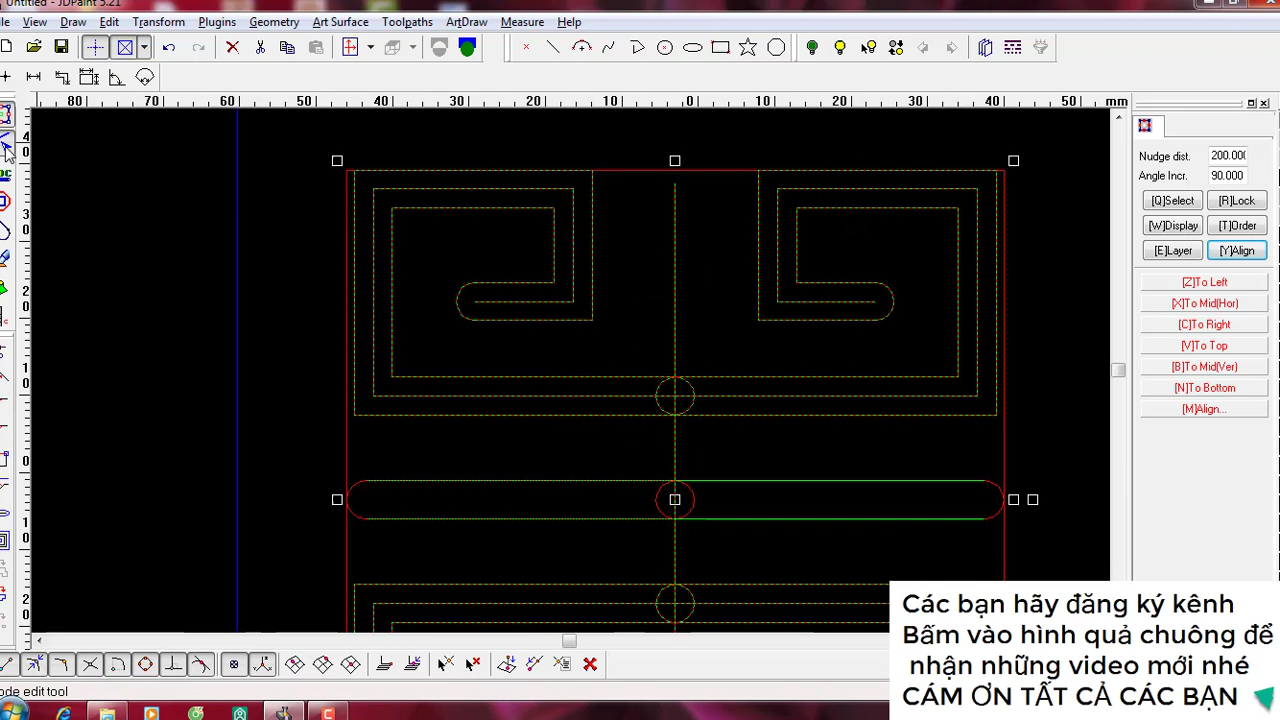 Untitled - JDPaint 5.21
View Draw Edit Transform Plugins Geometry Art Surface Toolpaths ArtDraw Measure Help
80 70 60 50 40 30 20 10 0 10 20 30 40 50 mm
Nudge dist. 200.000
Angle Incr. 90.000
[Q]Select [R]Lock
[W]Display [T]Order
[E]Layer [Y]Align
[Z]To Left
[X]To Mid(Hor)
[C]To Right
[V]To Top
[B]To Mid(Ver)
[N]To Bottom
[M]Align...
Các bạn hãy đăng ký kênh
Bấm vào hình quả chuông để
nhận những video mới nhé
CÁM ƠN TẤT CẢ CÁC BẠN
ode edit tool